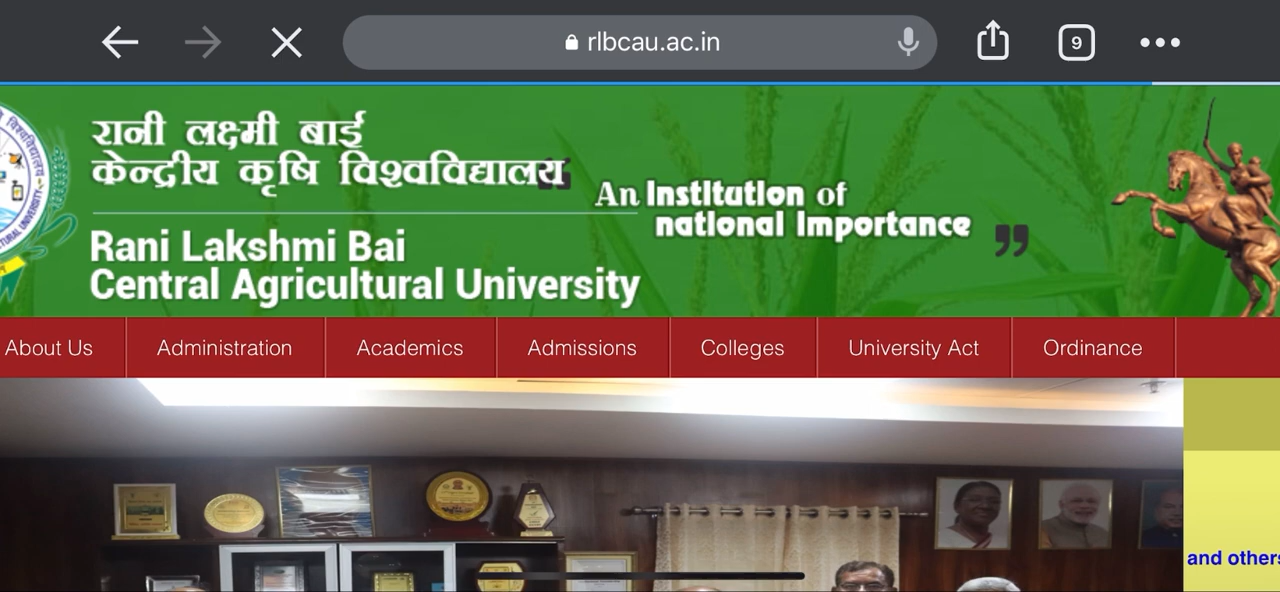 rlbcau.ac.in
9
रानी लक्ष्मी बाई
केन्द्रीय कृषि विश्वविद्यालय
An Institution of
national Importance
”
Rani Lakshmi Bai
Central Agricultural University
About Us
Administration
Academics
Admissions
Colleges
University Act
Ordinance
and others